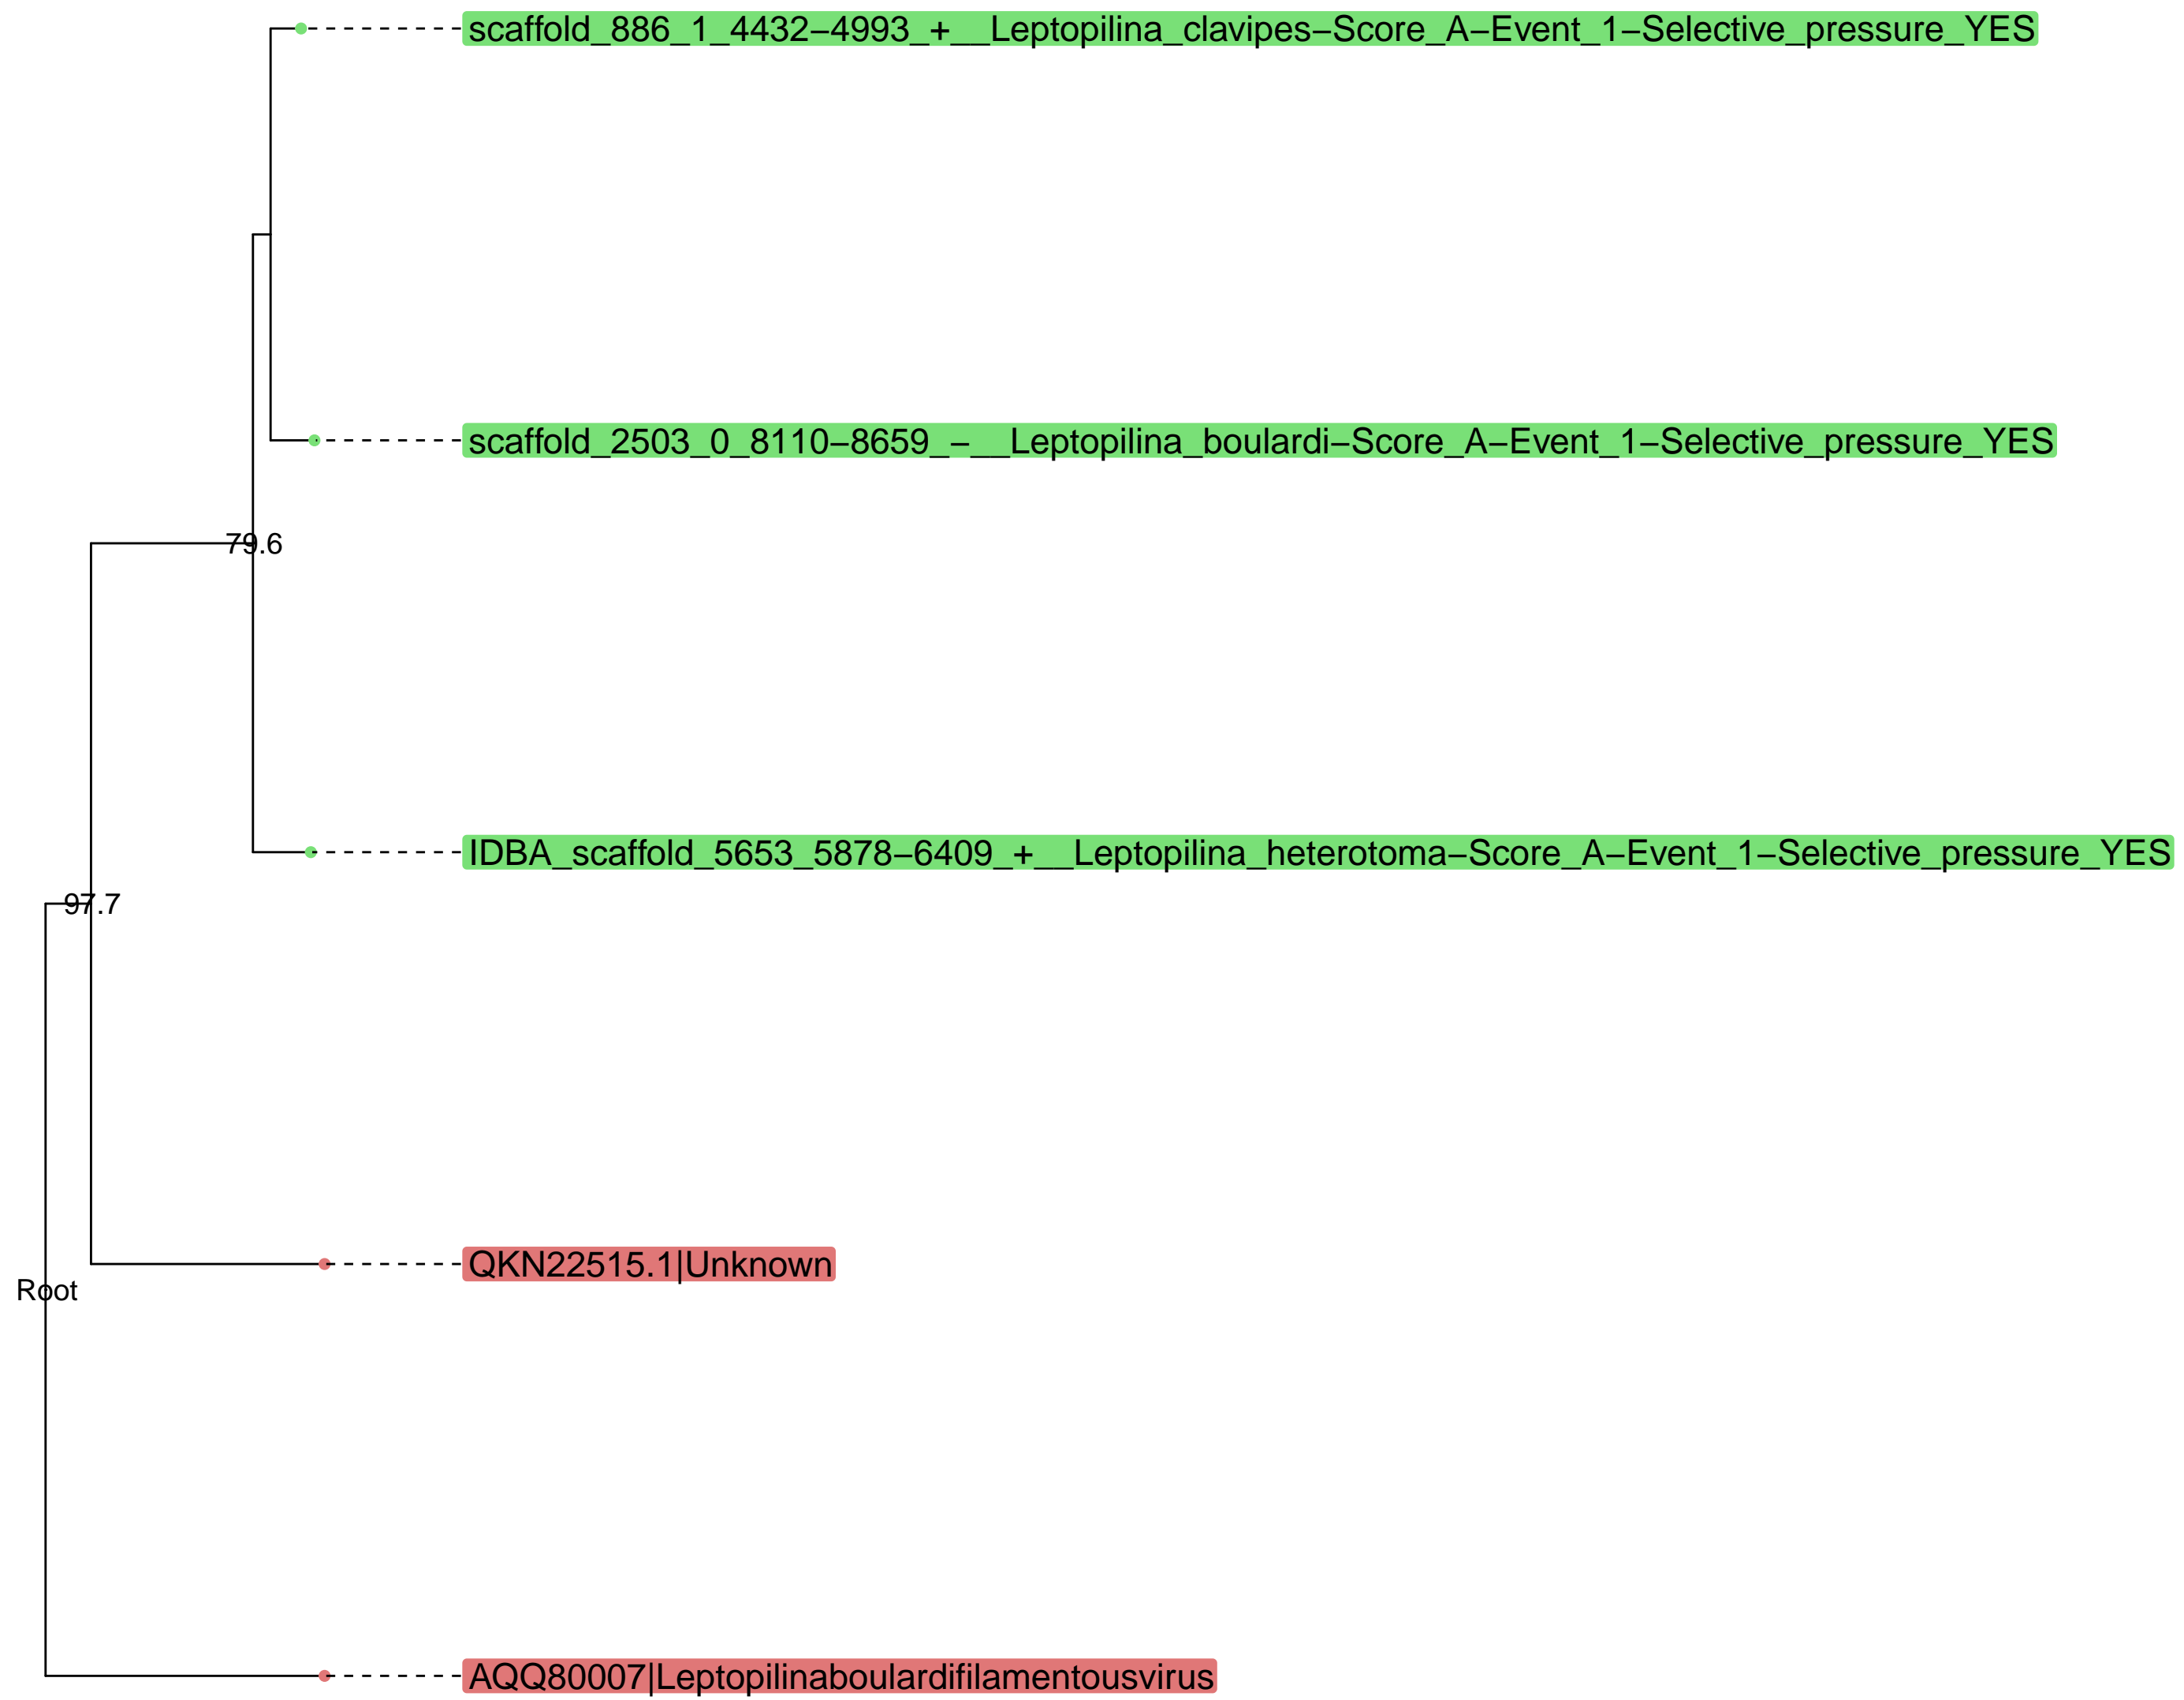 scaffold_886_1_4432−4993_+__Leptopilina_clavipes−Score_A−Event_1−Selective_pressure_YES
scaffold_2503_0_8110−8659_−__Leptopilina_boulardi−Score_A−Event_1−Selective_pressure_YES
79.6
IDBA_scaffold_5653_5878−6409_+__Leptopilina_heterotoma−Score_A−Event_1−Selective_pressure_YES
97.7
QKN22515.1|Unknown
Root
AQQ80007|Leptopilinaboulardifilamentousvirus